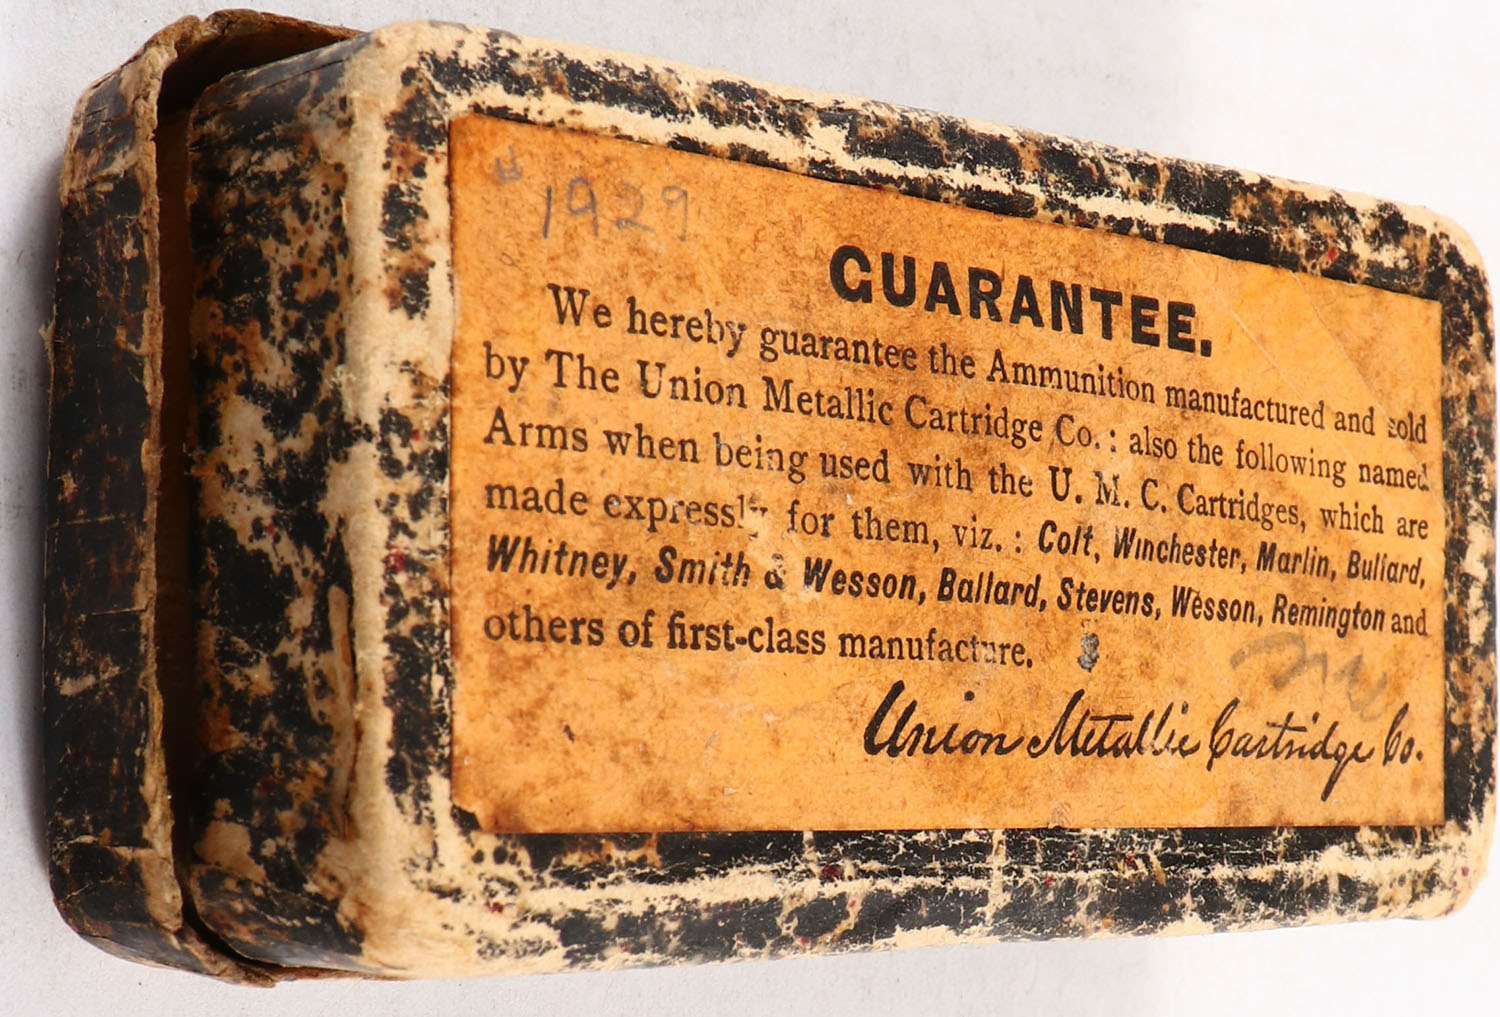 # 1929
GUARANTEE.
We hereby guarantee the Ammunition manufactured and sold
by The Union Metallic Cartridge Co.: also the following named
Arms when being used with the U. M. C. Cartridges, which are
made expressly for them, viz.: Colt, Winchester, Marlin, Bullard,
Whitney, Smith & Wesson, Ballard, Stevens, Wesson, Remington and
others of first-class manufacture.
Union Metallic Cartridge Co.